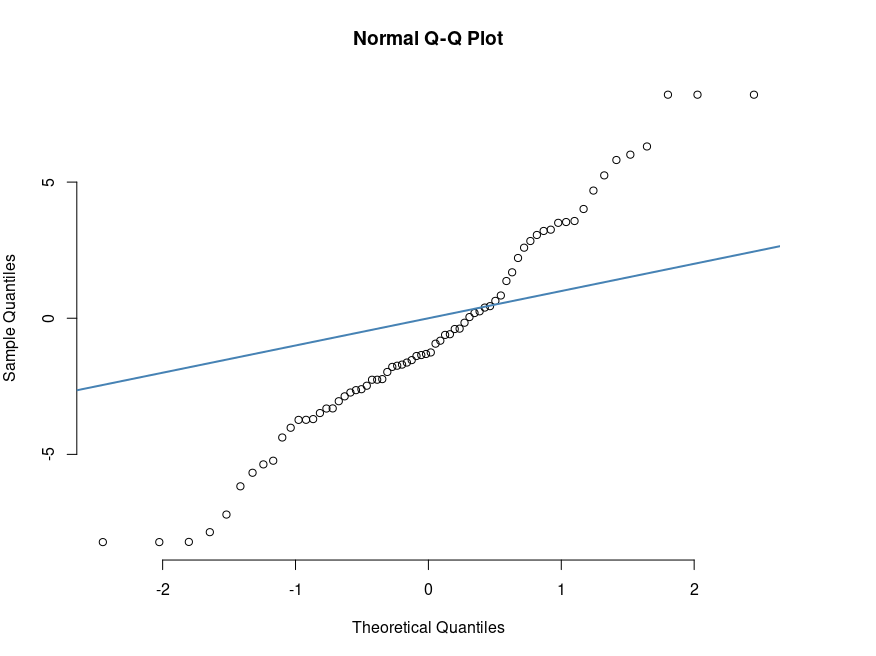 Normal Q-Q Plot
Sample Quantiles
5
0
-5
-2 -1 0 1 2
Theoretical Quantiles